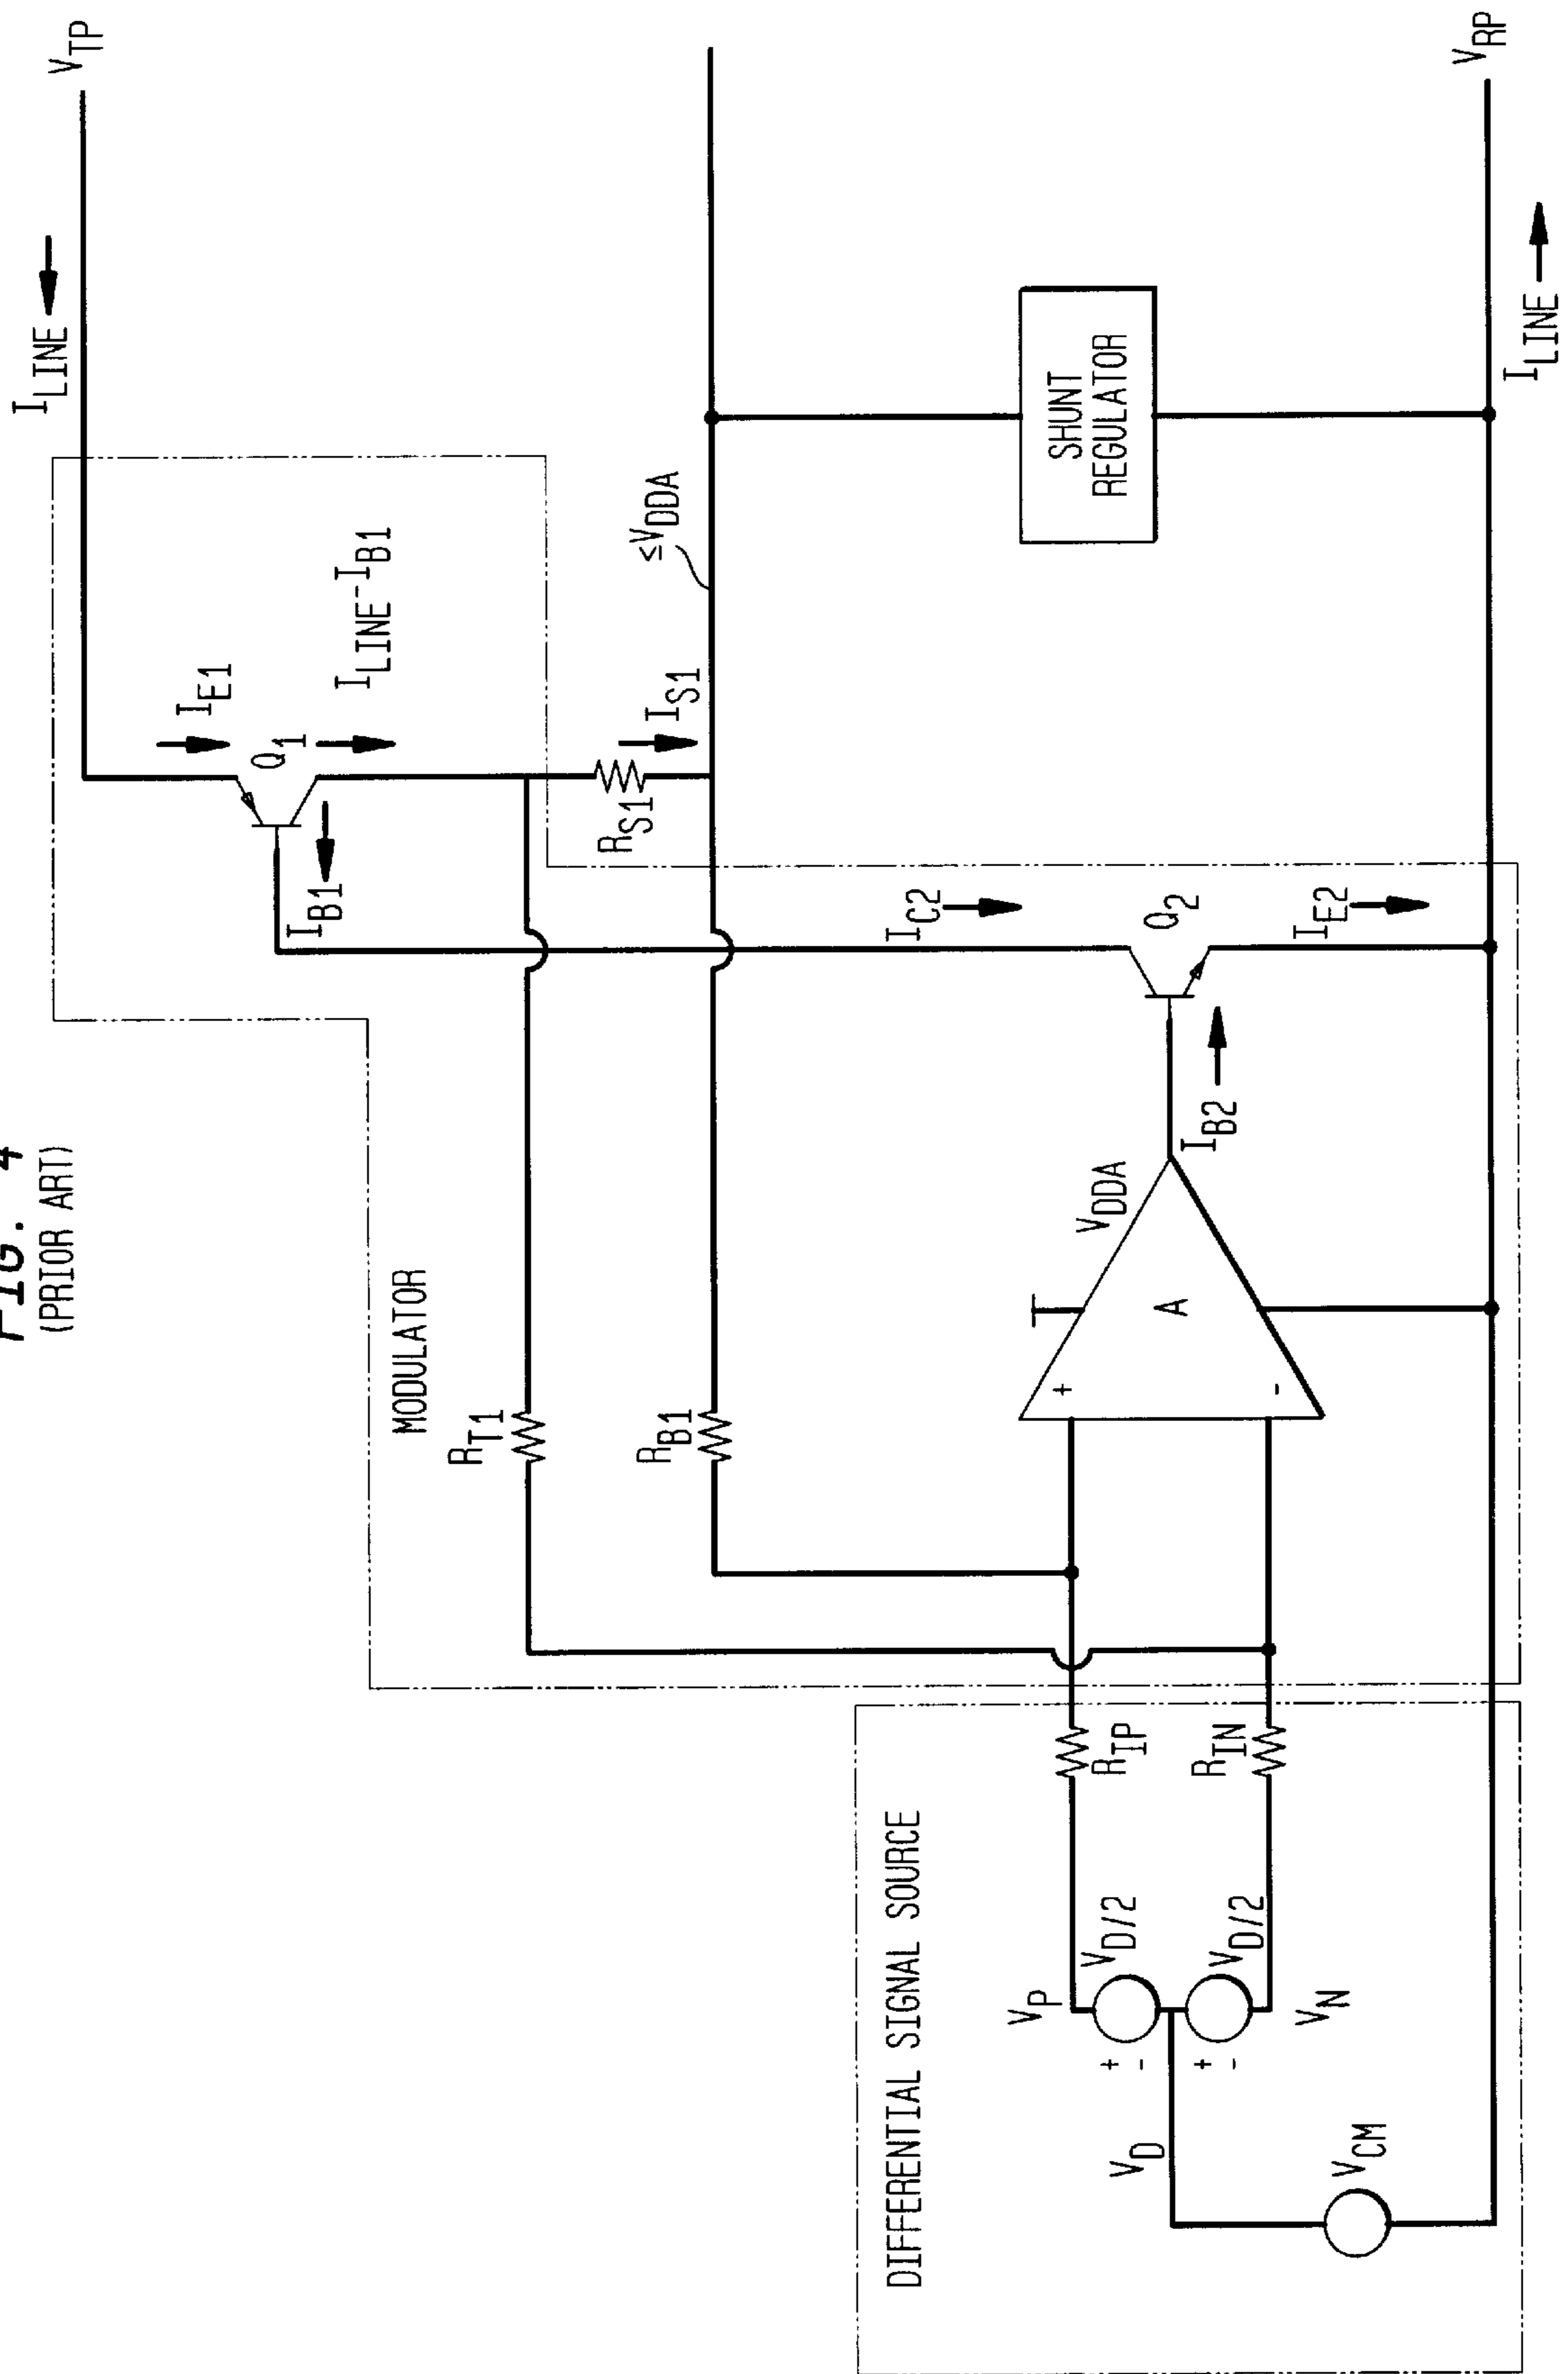 FIG. 4
(PRIOR ART)
V_TP
I_LINE
I_E1
Q_1
I_LINE-I_B1
I_B1
R_S1
I_S1
≤V_DDA
SHUNT
REGULATOR
V_RP
I_LINE
MODULATOR
R_T1
R_B1
I_C2
Q_2
I_E2
I_B2
V_DDA
A
+
-
DIFFERENTIAL SIGNAL SOURCE
R_IP
R_IN
V_P
V_D/2
+
-
V_D/2
+
-
V_N
V_D
V_CM